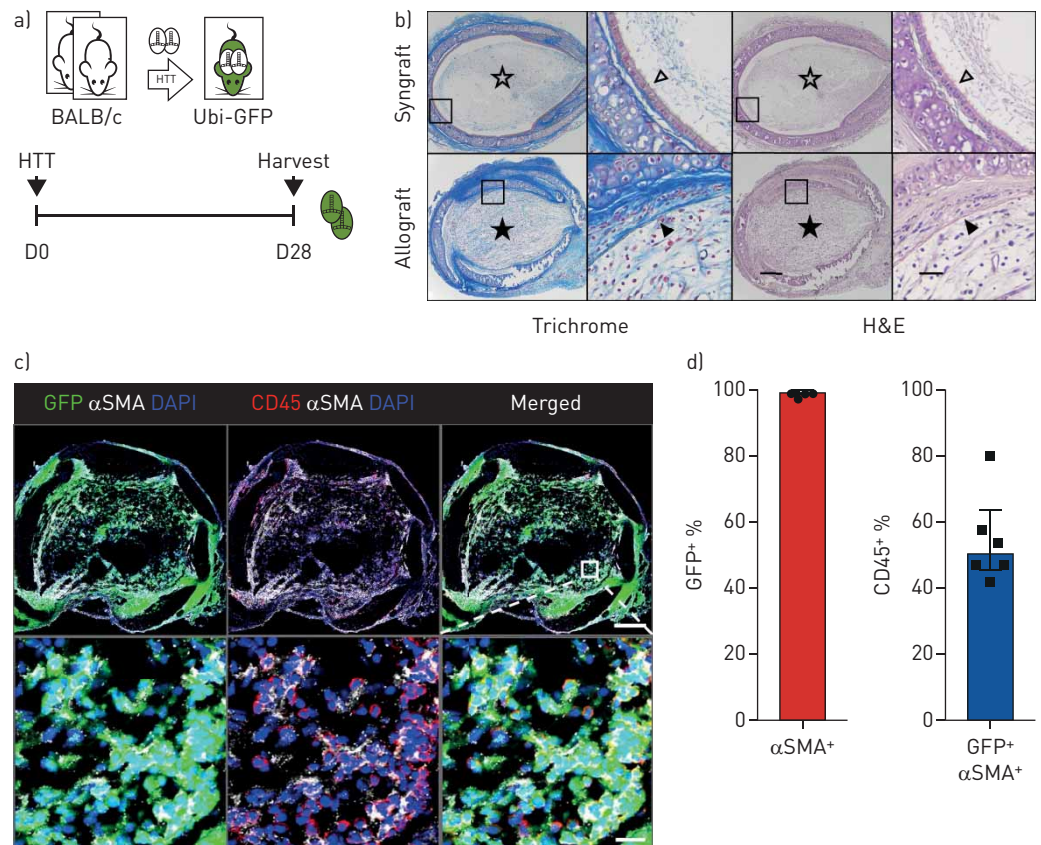 a)
HTT
BALB/c
Ubi-GFP
HTT
Harvest
D0
D28
b)
Syngraft
Allograft
Trichrome
H&E
c)
GFP αSMA DAPI
CD45 αSMA DAPI
Merged
d)
100
80
60
40
20
0
GFP⁺ %
αSMA⁺
100
80
60
40
20
0
CD45⁺ %
GFP⁺
αSMA⁺